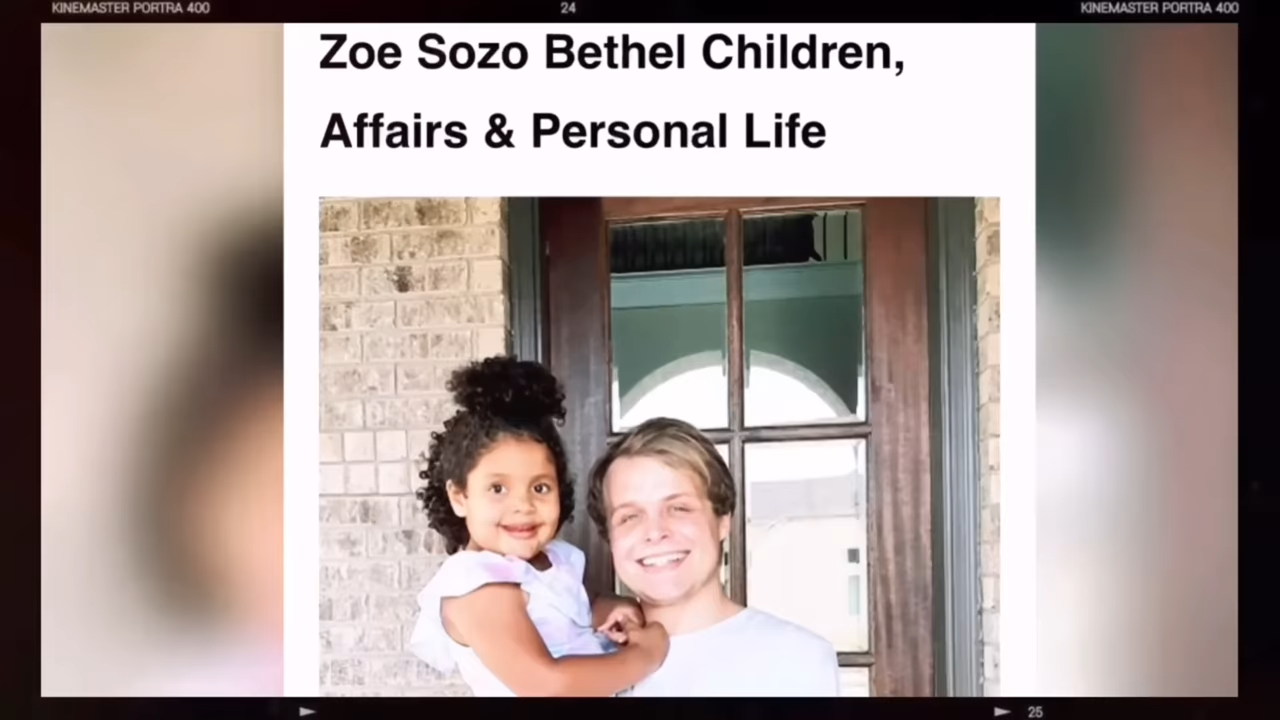 KINEMASTER PORTRA 400 24 KINEMASTER PORTRA 400
Zoe Sozo Bethel Children,
Affairs & Personal Life
25